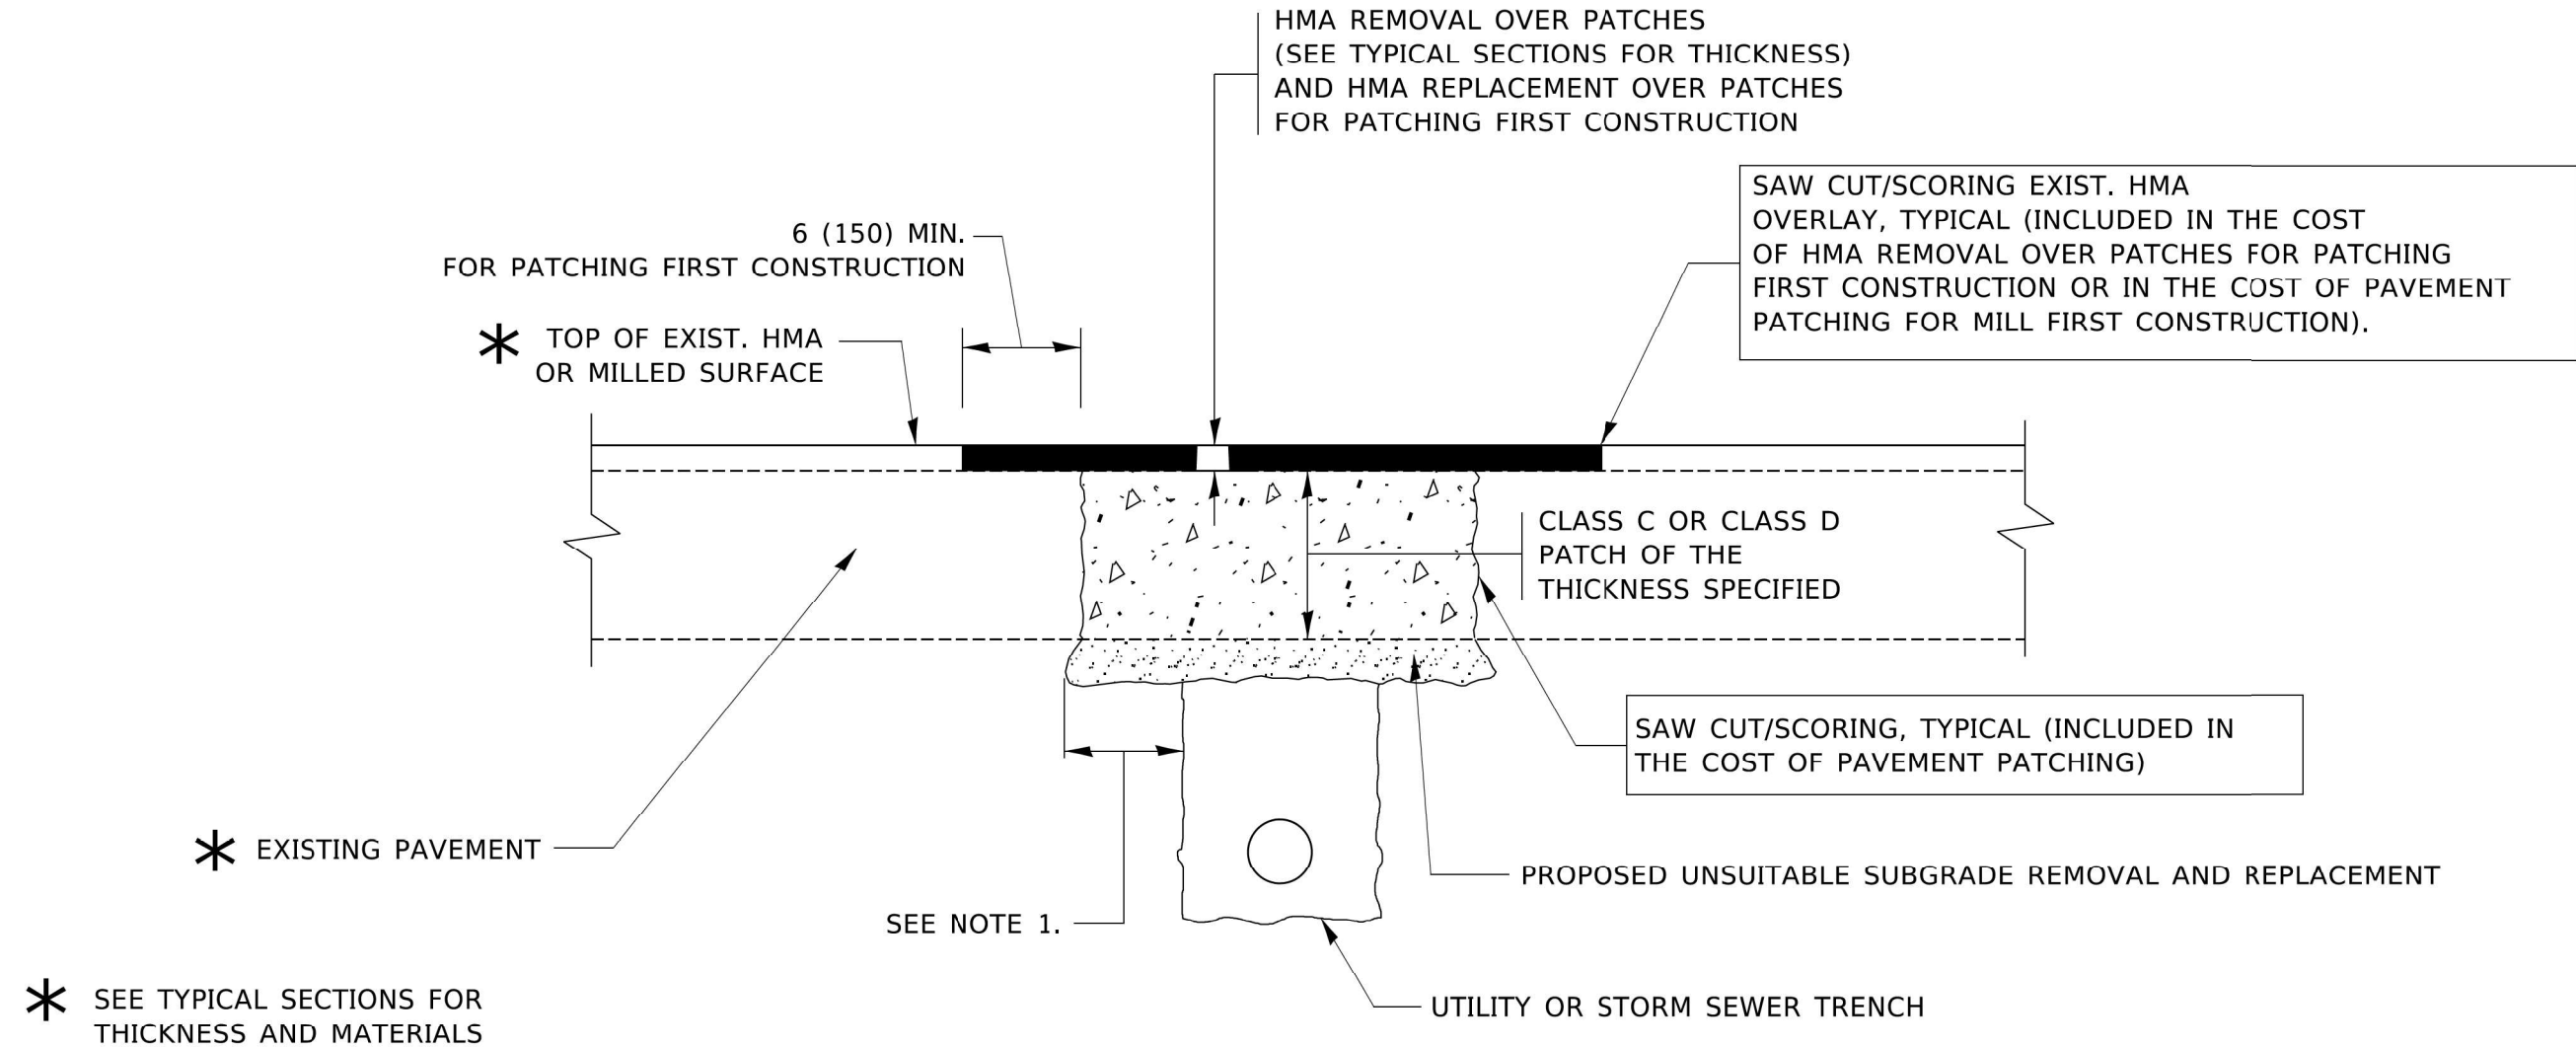 HMA REMOVAL OVER PATCHES
(SEE TYPICAL SECTIONS FOR THICKNESS)
AND HMA REPLACEMENT OVER PATCHES
FOR PATCHING FIRST CONSTRUCTION
SAW CUT/SCORING EXIST. HMA
OVERLAY, TYPICAL (INCLUDED IN THE COST
OF HMA REMOVAL OVER PATCHES FOR PATCHING
FIRST CONSTRUCTION OR IN THE COST OF PAVEMENT
PATCHING FOR MILL FIRST CONSTRUCTION).
6 (150) MIN.
FOR PATCHING FIRST CONSTRUCTION
* TOP OF EXIST. HMA
OR MILLED SURFACE
CLASS C OR CLASS D
PATCH OF THE
THICKNESS SPECIFIED
SAW CUT/SCORING, TYPICAL (INCLUDED IN
THE COST OF PAVEMENT PATCHING)
* EXISTING PAVEMENT
PROPOSED UNSUITABLE SUBGRADE REMOVAL AND REPLACEMENT
SEE NOTE 1.
UTILITY OR STORM SEWER TRENCH
* SEE TYPICAL SECTIONS FOR
THICKNESS AND MATERIALS